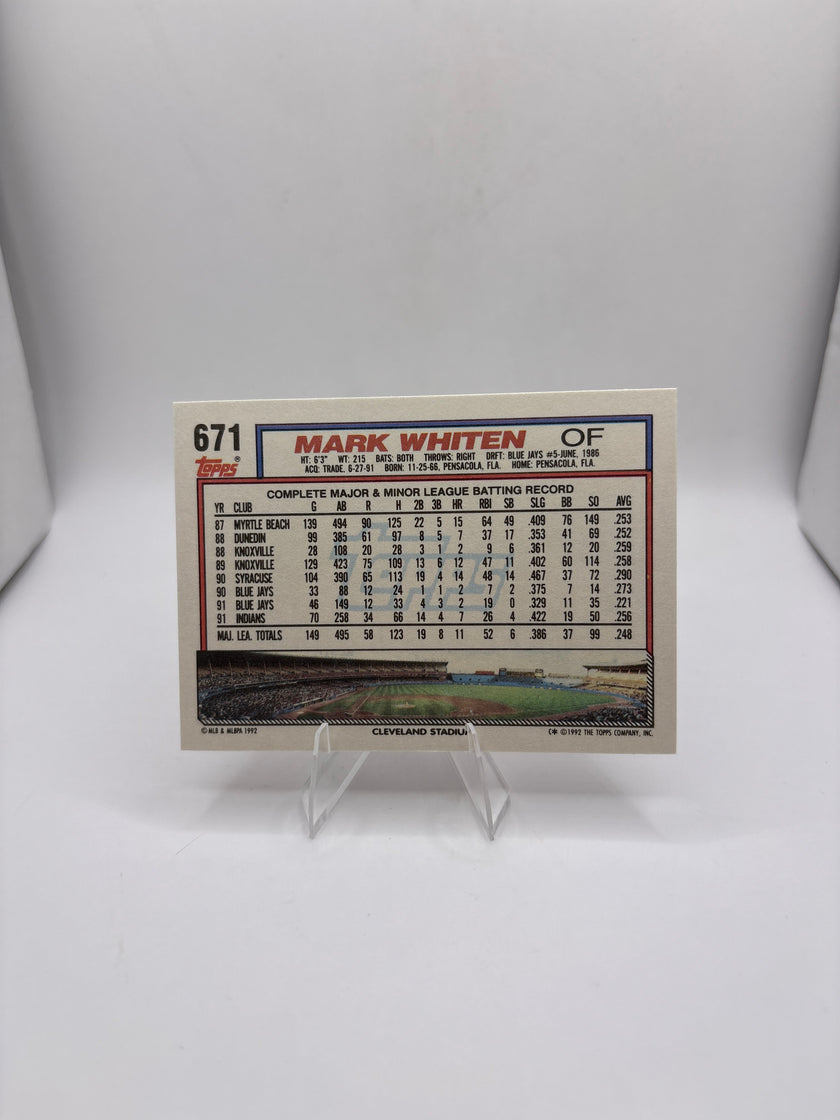 671
Topps®
MARK WHITEN OF
HT: 6'3" WT: 215 BATS: BOTH THROWS: RIGHT DRFT: BLUE JAYS #5-JUNE, 1986
ACQ: TRADE, 6-27-91 BORN: 11-25-66, PENSACOLA, FLA. HOME: PENSACOLA, FLA.
COMPLETE MAJOR & MINOR LEAGUE BATTING RECORD
YR CLUB G AB R H 2B 3B HR RBI SB SLG BB SO AVG
87 MYRTLE BEACH 139 494 90 125 22 5 15 64 49 .409 76 149 .253
88 DUNEDIN 99 385 61 97 8 5 7 37 17 .353 41 69 .252
88 KNOXVILLE 28 108 20 28 3 1 2 9 6 .361 12 20 .259
89 KNOXVILLE 129 423 75 109 13 6 12 47 11 .402 60 114 .258
90 SYRACUSE 104 390 65 113 19 4 14 48 14 .467 37 72 .290
90 BLUE JAYS 33 88 12 24 1 1 2 7 2 .375 7 14 .273
91 BLUE JAYS 46 149 12 33 4 3 2 19 0 .329 11 35 .221
91 INDIANS 70 258 34 66 14 4 7 26 4 .422 19 50 .256
MAJ. LEA. TOTALS 149 495 58 123 19 8 11 52 6 .386 37 99 .248
© MLB & MLBPA 1992 CLEVELAND STADIUM (* © 1992 THE TOPPS COMPANY, INC.